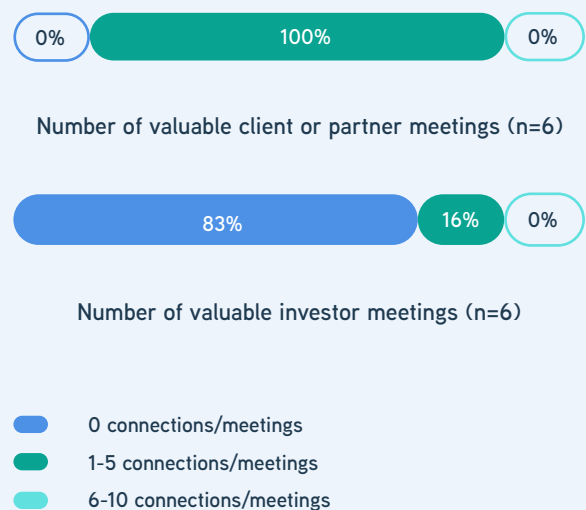 0% 100% 0%
Number of valuable client or partner meetings (n=6)
83% 16% 0%
Number of valuable investor meetings (n=6)
0 connections/meetings
1-5 connections/meetings
6-10 connections/meetings